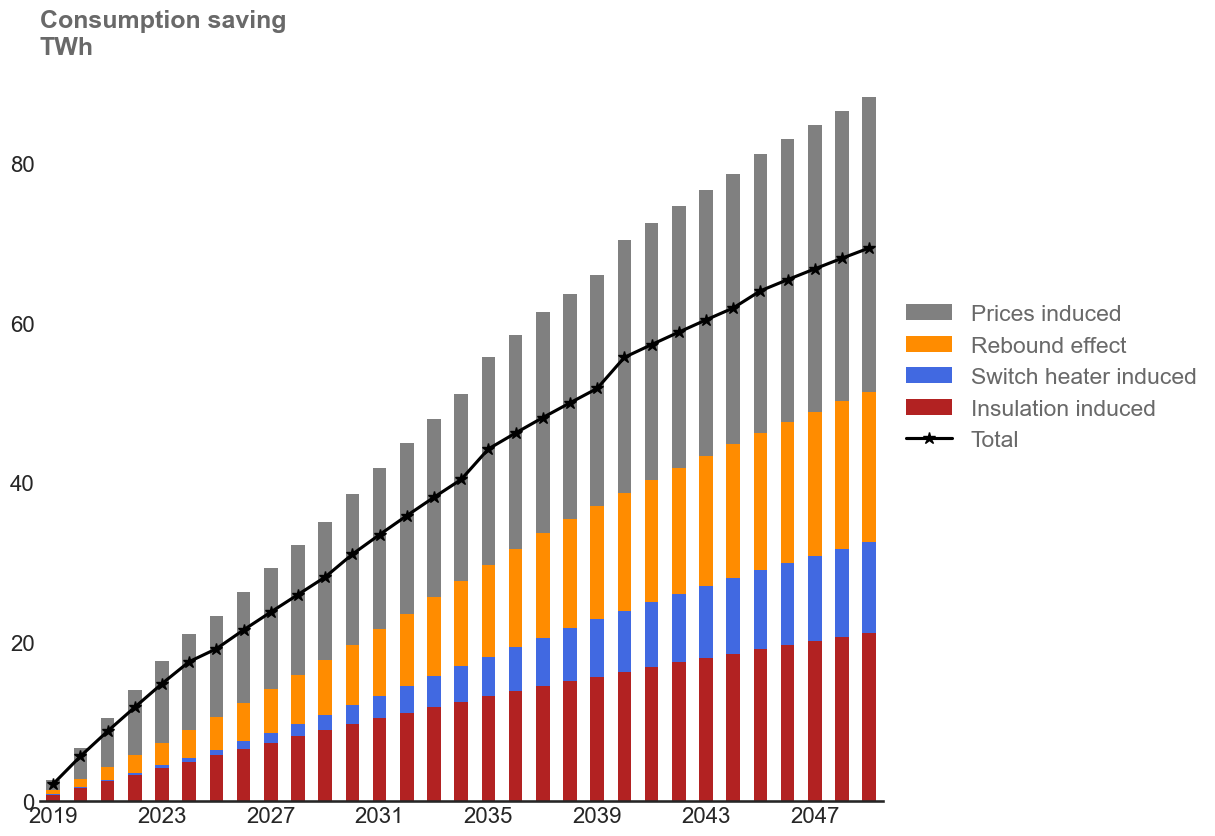 Consumption saving
TWh
80
60
40
20
0
2019 2023 2027 2031 2035 2039 2043 2047
Prices induced
Rebound effect
Switch heater induced
Insulation induced
Total